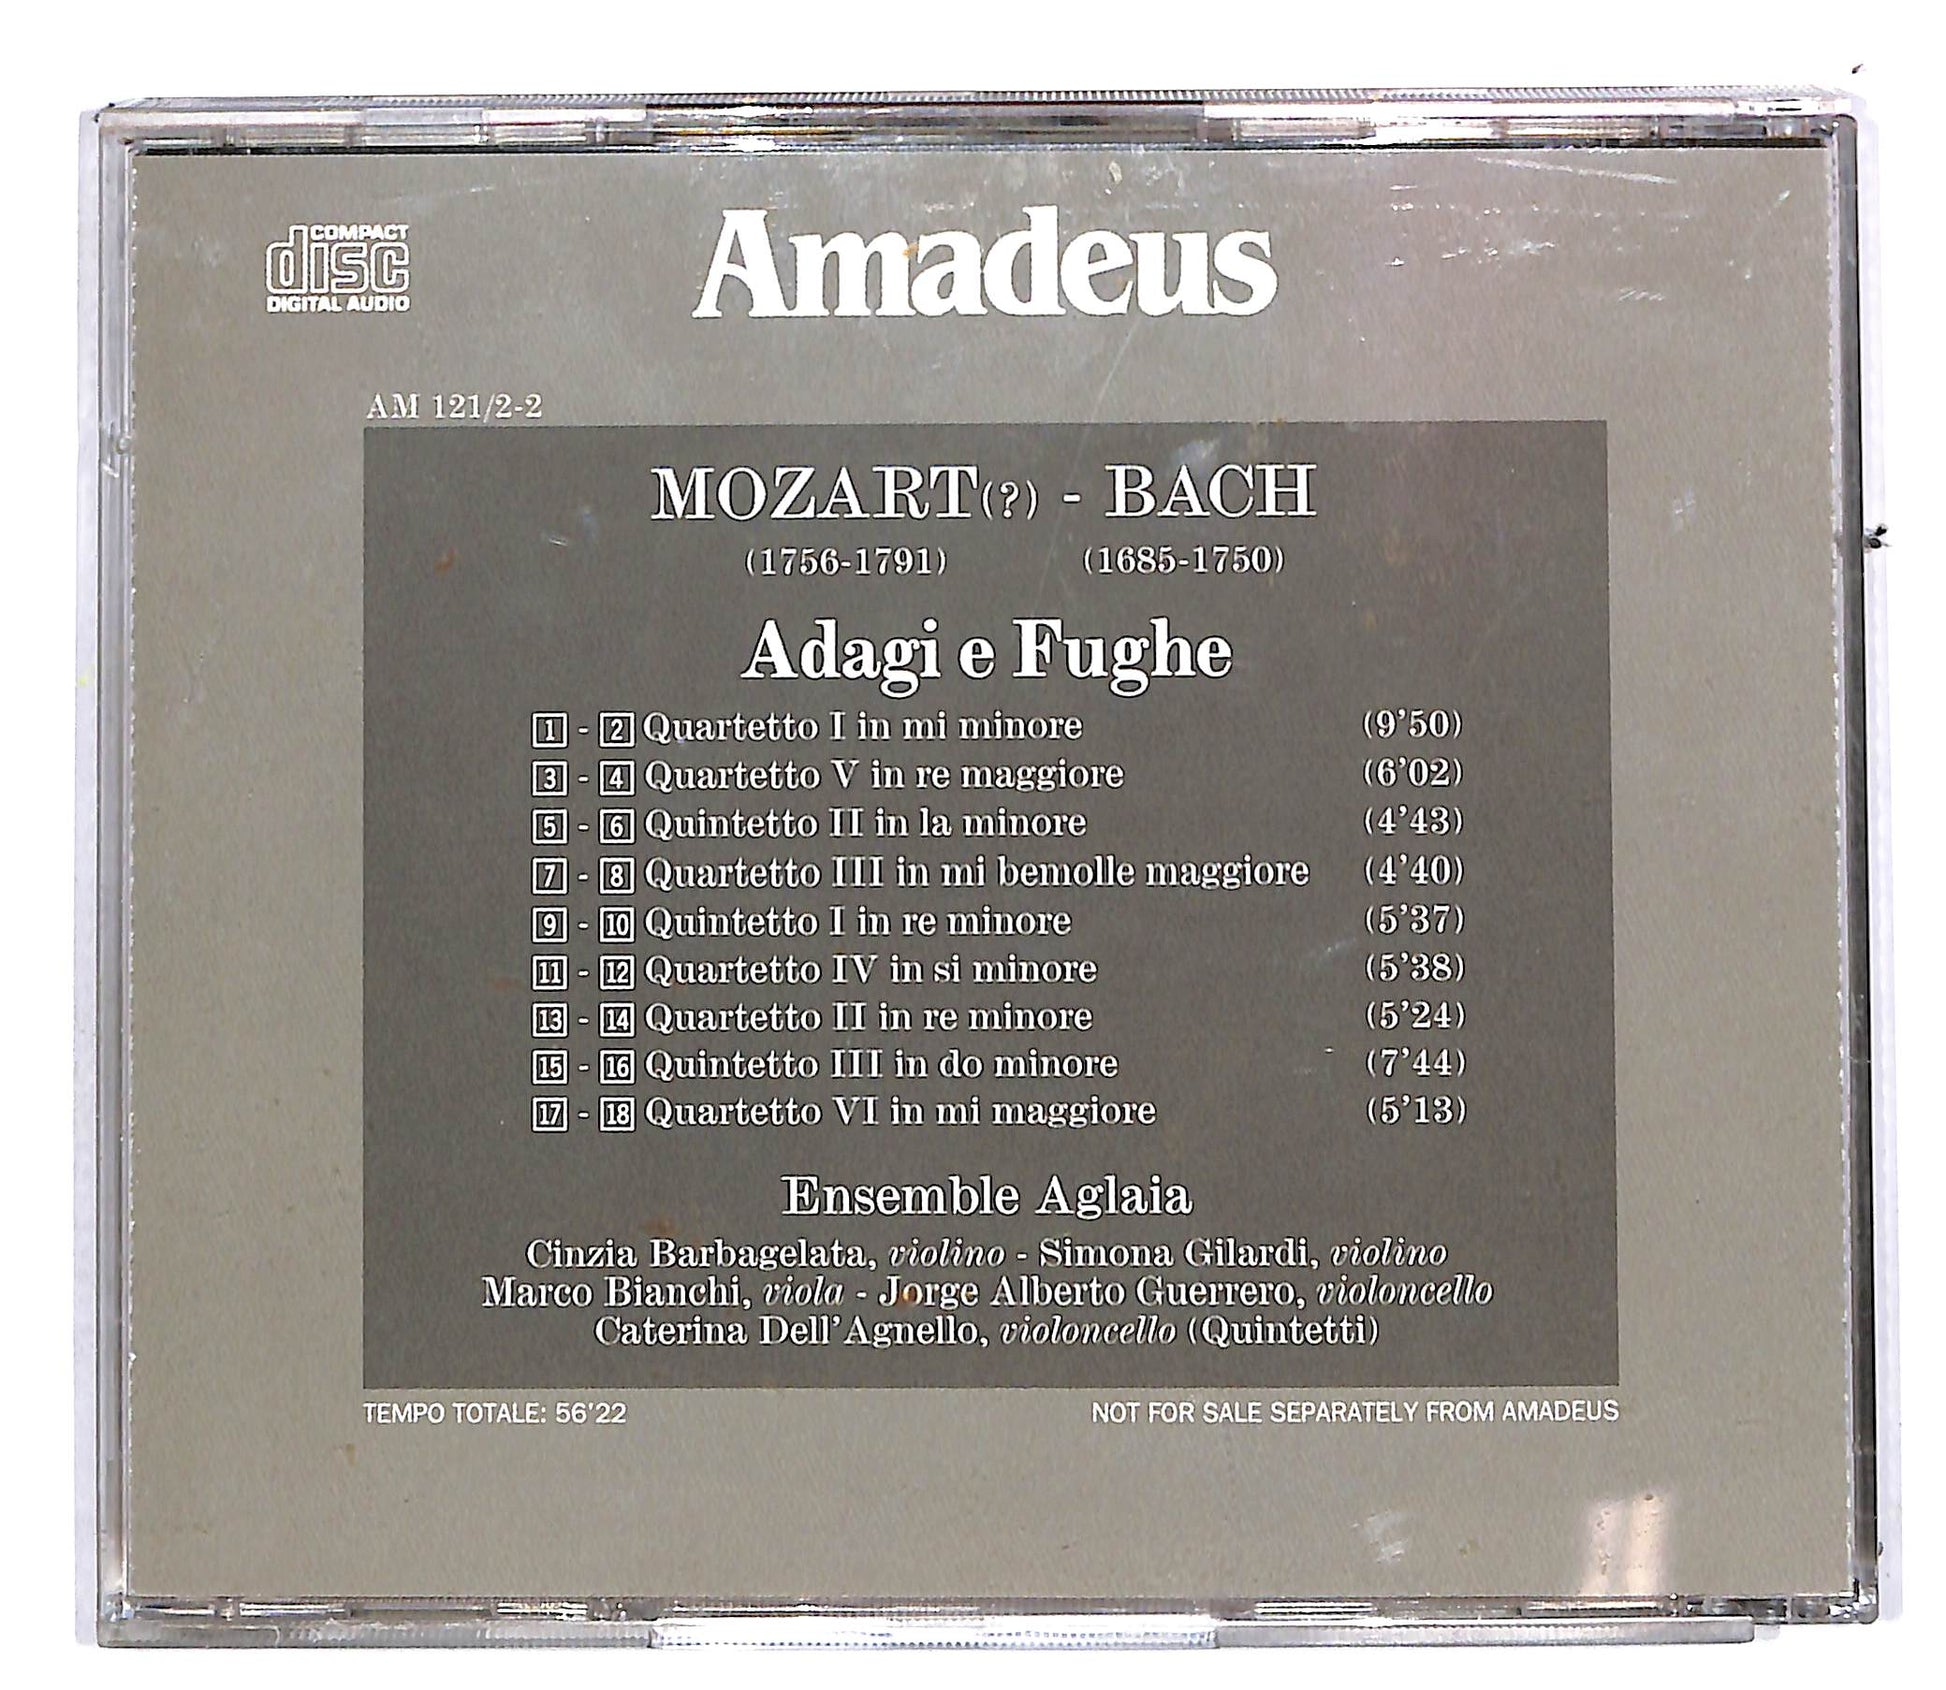 COMPACT
disc
DIGITAL AUDIO
Amadeus
AM 121/2-2
MOZART(?) - BACH
(1756-1791) (1685-1750)
Adagi e Fughe
1 - 2 Quartetto I in mi minore (9'50)
3 - 4 Quartetto V in re maggiore (6'02)
5 - 6 Quintetto II in la minore (4'43)
7 - 8 Quartetto III in mi bemolle maggiore (4'40)
9 - 10 Quintetto I in re minore (5'37)
11 - 12 Quartetto IV in si minore (5'38)
13 - 14 Quartetto II in re minore (5'24)
15 - 16 Quintetto III in do minore (7'44)
17 - 18 Quartetto VI in mi maggiore (5'13)
Ensemble Aglaia
Cinzia Barbagelata, violino - Simona Gilardi, violino
Marco Bianchi, viola - Jorge Alberto Guerrero, violoncello
Caterina Dell'Agnello, violoncello (Quintetti)
TEMPO TOTALE: 56'22 NOT FOR SALE SEPARATELY FROM AMADEUS